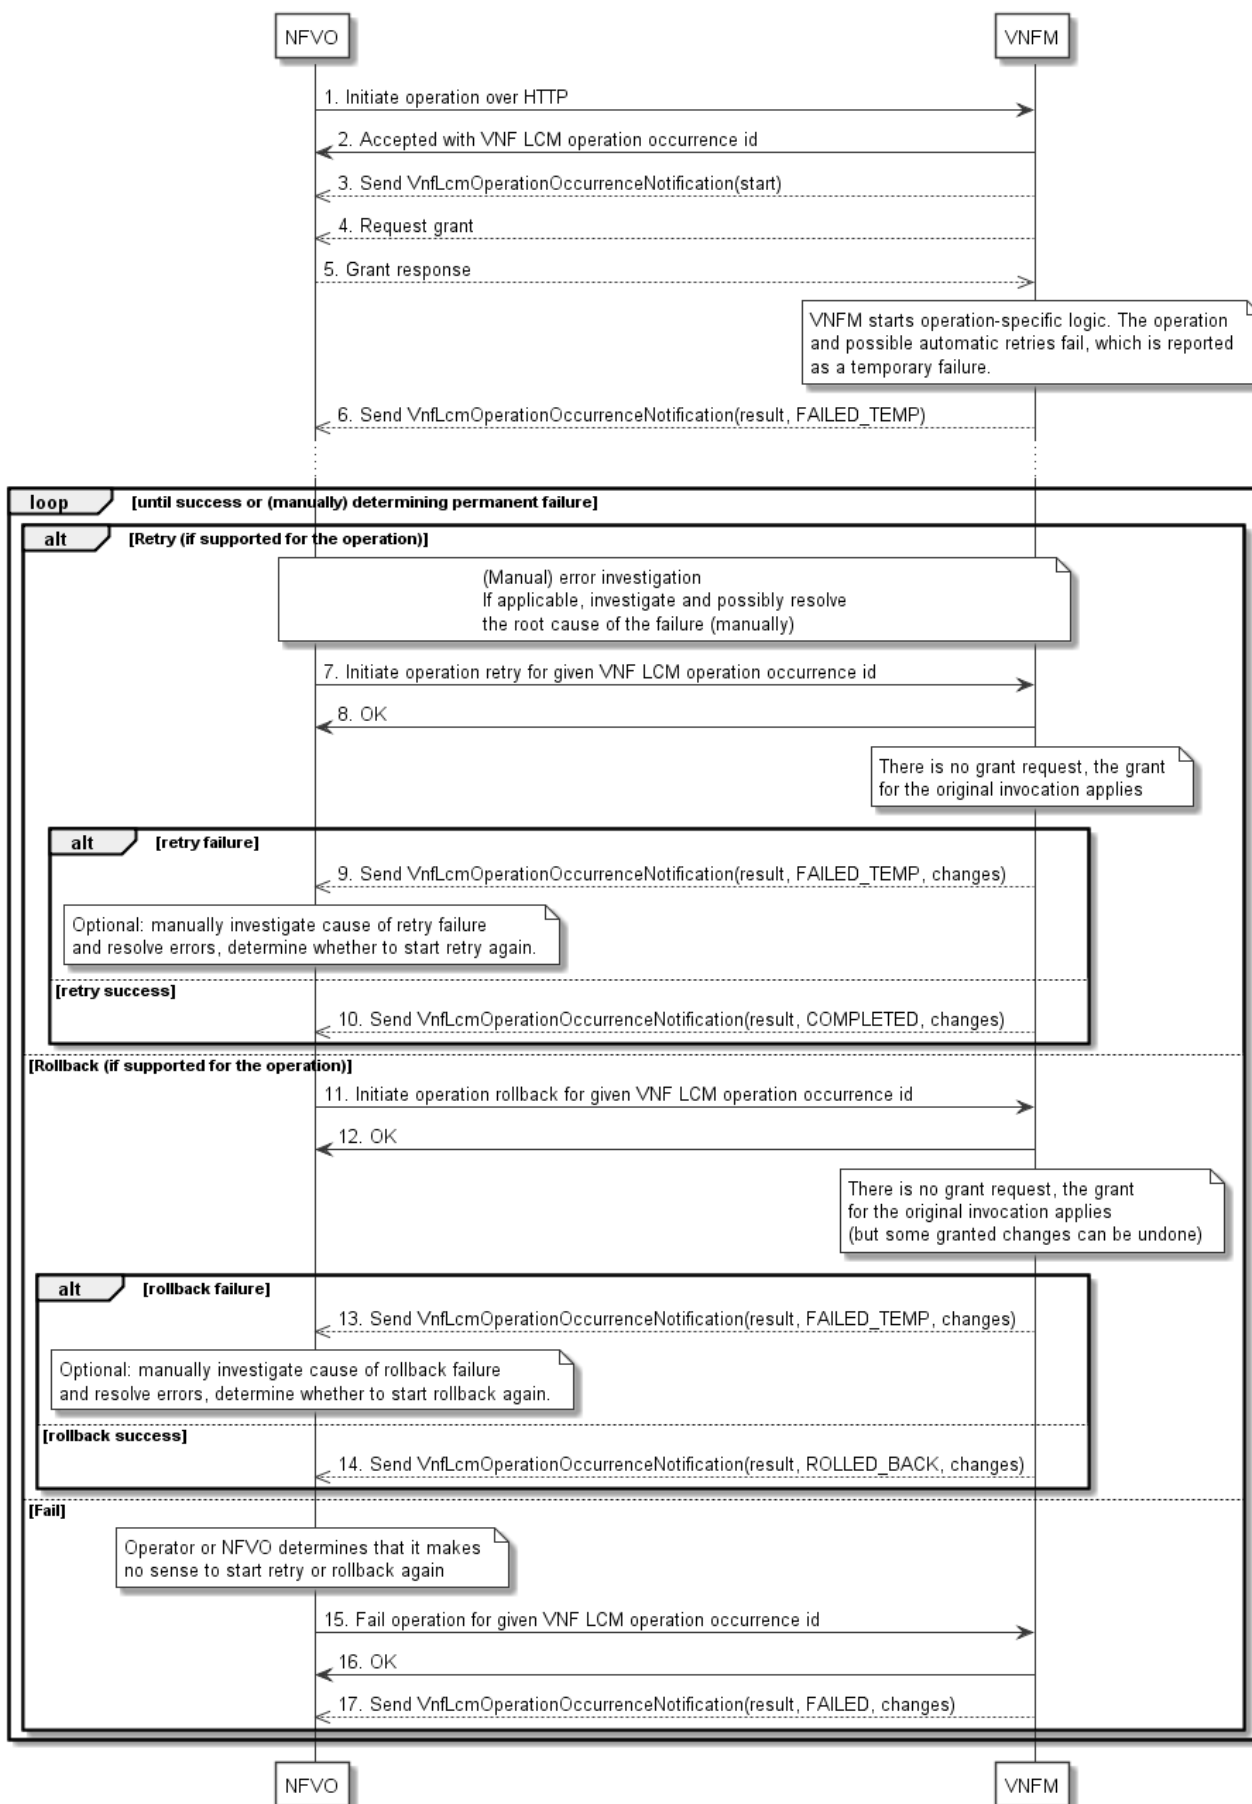 NFVO
VNFM
1. Initiate operation over HTTP
2. Accepted with VNF LCM operation occurrence id
3. Send VnfLcmOperationOccurrenceNotification(start)
4. Request grant
5. Grant response
VNFM starts operation-specific logic. The operation
and possible automatic retries fail, which is reported
as a temporary failure.
6. Send VnfLcmOperationOccurrenceNotification(result, FAILED_TEMP)
loop
[until success or (manually) determining permanent failure]
alt
[Retry (if supported for the operation)]
(Manual) error investigation
If applicable, investigate and possibly resolve
the root cause of the failure (manually)
7. Initiate operation retry for given VNF LCM operation occurrence id
8. OK
There is no grant request, the grant
for the original invocation applies
alt
[retry failure]
9. Send VnfLcmOperationOccurrenceNotification(result, FAILED_TEMP, changes)
Optional: manually investigate cause of retry failure
and resolve errors, determine whether to start retry again.
[retry success]
10. Send VnfLcmOperationOccurrenceNotification(result, COMPLETED, changes)
[Rollback (if supported for the operation)]
11. Initiate operation rollback for given VNF LCM operation occurrence id
12. OK
There is no grant request, the grant
for the original invocation applies
(but some granted changes can be undone)
alt
[rollback failure]
13. Send VnfLcmOperationOccurrenceNotification(result, FAILED_TEMP, changes)
Optional: manually investigate cause of rollback failure
and resolve errors, determine whether to start rollback again.
[rollback success]
14. Send VnfLcmOperationOccurrenceNotification(result, ROLLED_BACK, changes)
[Fail]
Operator or NFVO determines that it makes
no sense to start retry or rollback again
15. Fail operation for given VNF LCM operation occurrence id
16. OK
17. Send VnfLcmOperationOccurrenceNotification(result, FAILED, changes)
NFVO
VNFM